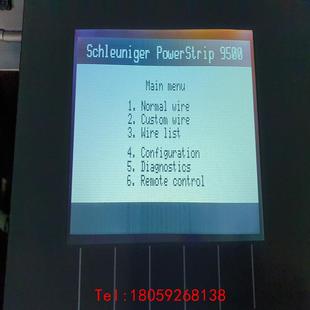 Schleuniger PowerStrip 9500
Main menu
1. Normal wire
2. Custom wire
3. Wire list
4. Configuration
5. Diagnostics
6. Remote control
Tel:18059268138